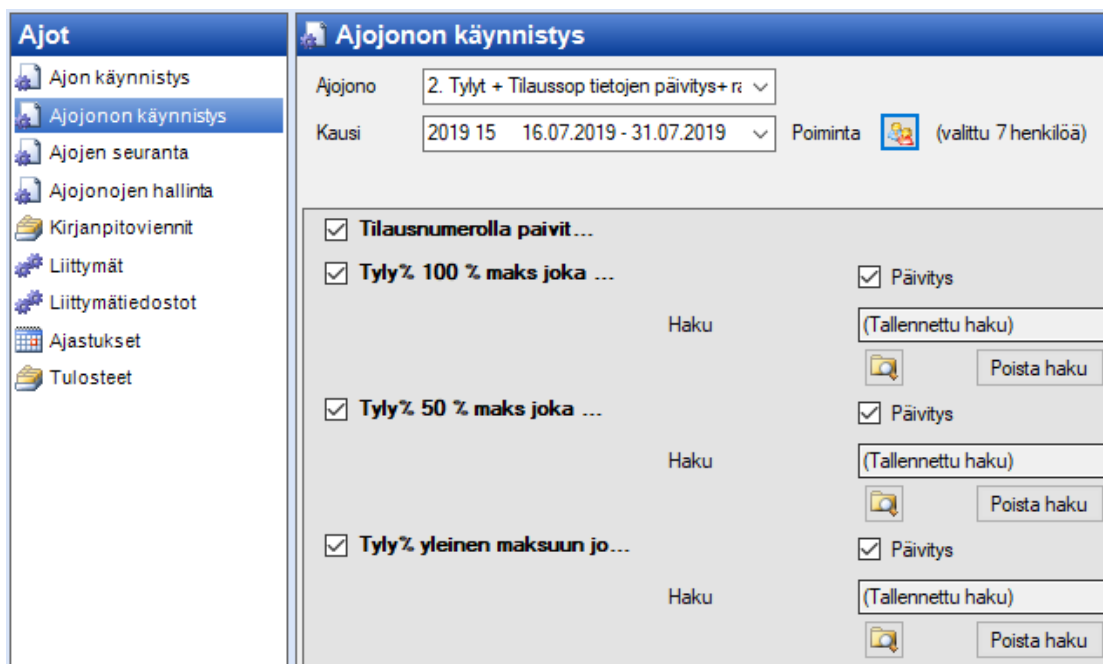 Ajot
Ajon käynnistys
Ajojonon käynnistys
Ajojen seuranta
Ajojonojen hallinta
Kirjanpitoviennit
Liittymät
Liittymätiedostot
Ajastukset
Tulosteet
Ajojonon käynnistys
Ajojono 2. Tylyt + Tilaussop tietojen päivitys+ ra
Kausi 2019 15 16.07.2019 - 31.07.2019 Poiminta (valittu 7 henkilöä)
Tilausnumerolla paivit...
Tyly% 100 % maks joka ... Päivitys
Haku (Tallennettu haku)
Poista haku
Tyly% 50 % maks joka ... Päivitys
Haku (Tallennettu haku)
Poista haku
Tyly% yleinen maksuun jo... Päivitys
Haku (Tallennettu haku)
Poista haku